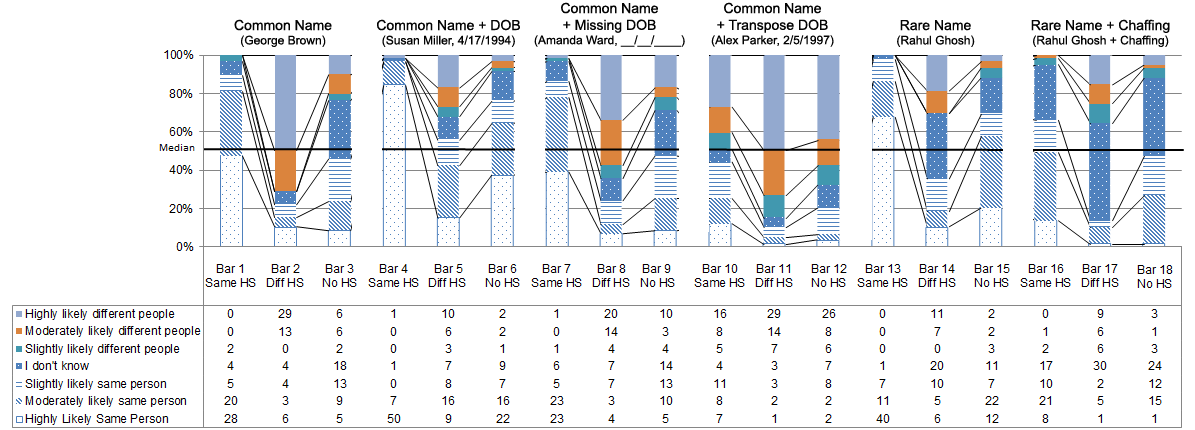 Common Name
(George Brown)
Common Name + DOB
(Susan Miller, 4/17/1994)
Common Name
+ Missing DOB
(Amanda Ward, __/__/____)
Common Name
+ Transpose DOB
(Alex Parker, 2/5/1997)
Rare Name
(Rahul Ghosh)
Rare Name + Chaffing
(Rahul Ghosh + Chaffing)
100%
80%
60%
Median
40%
20%
0%
Bar 1 Bar 2 Bar 3 Bar 4 Bar 5 Bar 6 Bar 7 Bar 8 Bar 9 Bar 10 Bar 11 Bar 12 Bar 13 Bar 14 Bar 15 Bar 16 Bar 17 Bar 18
Same HS Diff HS No HS Same HS Diff HS No HS Same HS Diff HS No HS Same HS Diff HS No HS Same HS Diff HS No HS Same HS Diff HS No HS
Highly likely different people 0 29 6 1 10 2 1 20 10 16 29 26 0 11 2 0 9 3
Moderately likely different people 0 13 6 0 6 2 0 14 3 8 14 8 0 7 2 1 6 1
Slightly likely different people 2 0 2 0 3 1 1 4 4 5 7 6 0 0 3 2 6 3
I don't know 4 4 18 1 7 9 6 7 14 4 3 7 1 20 11 17 30 24
Slightly likely same person 5 4 13 0 8 7 5 7 13 11 3 8 7 10 7 10 2 12
Moderately likely same person 20 3 9 7 16 16 23 3 10 8 2 2 11 5 22 21 5 15
Highly Likely Same Person 28 6 5 50 9 22 23 4 5 7 1 2 40 6 12 8 1 1